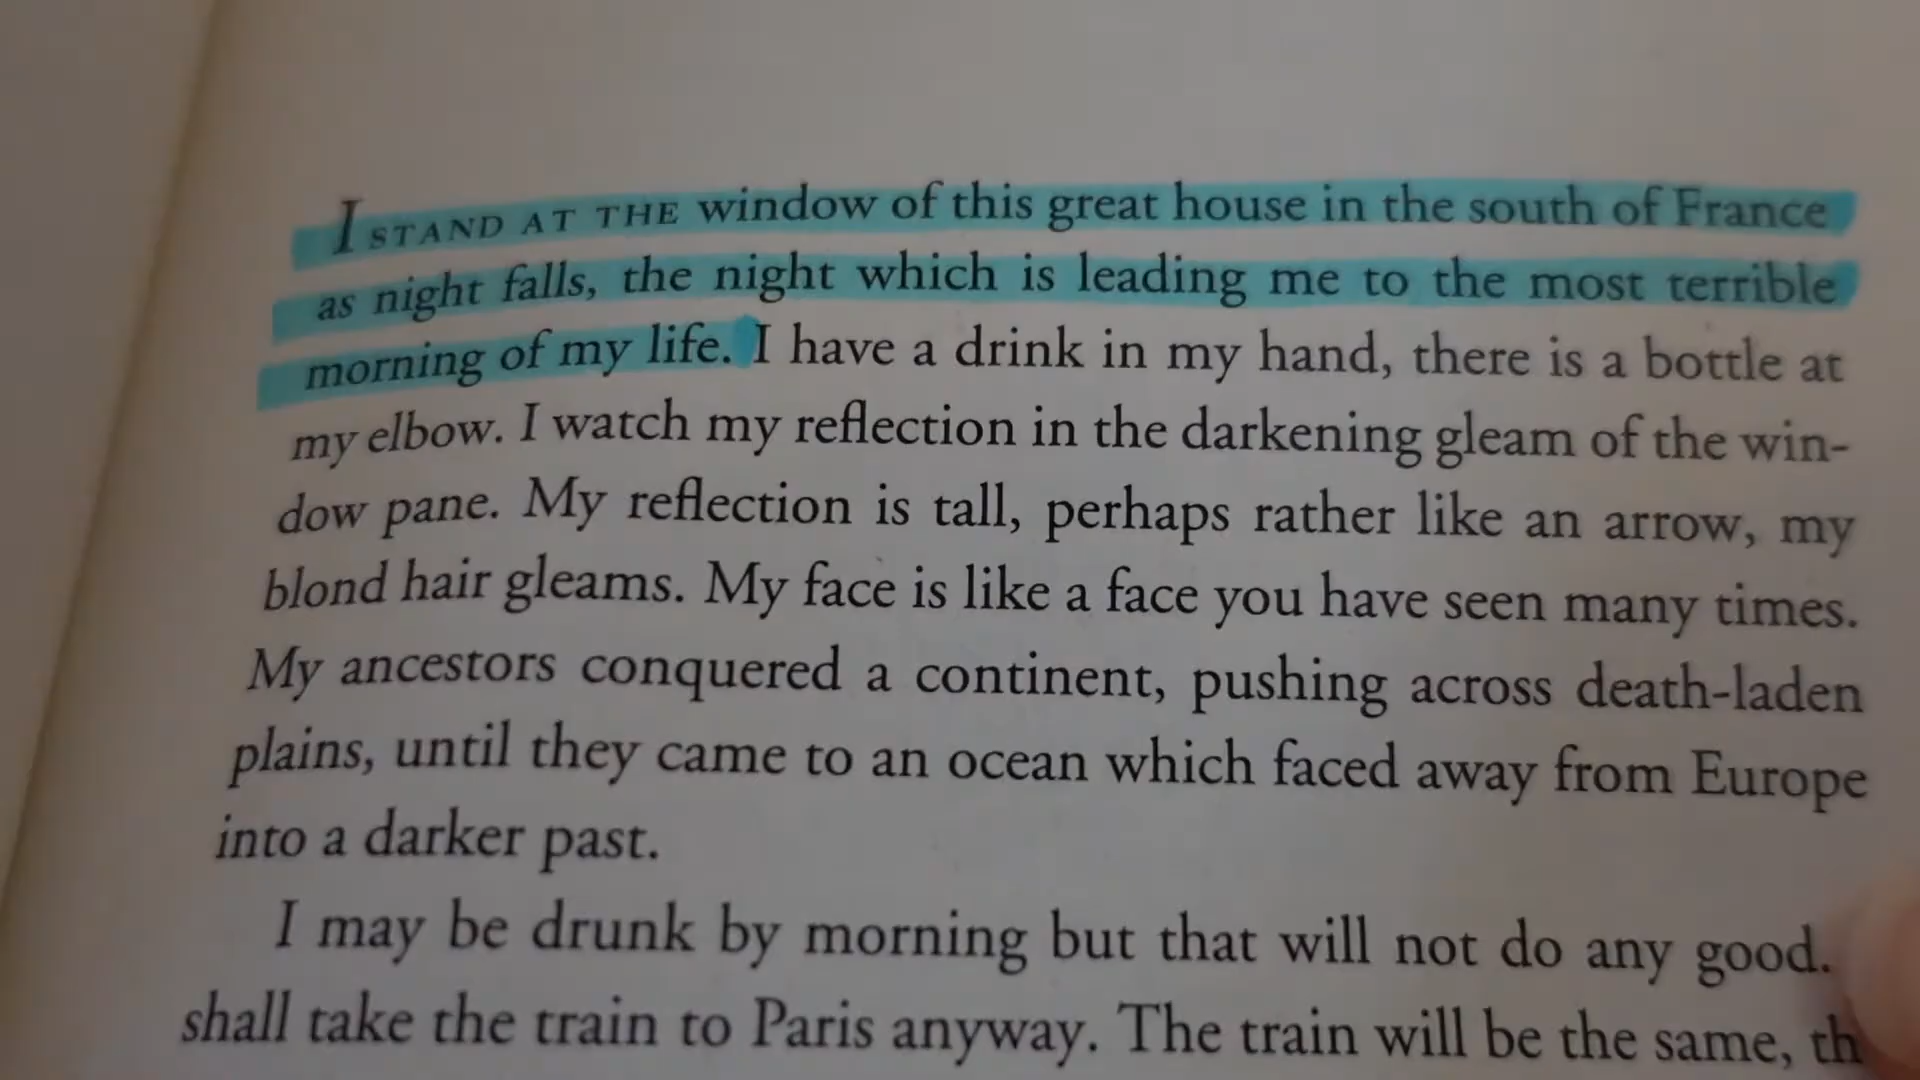 I STAND AT THE window of this great house in the south of France
as night falls, the night which is leading me to the most terrible
morning of my life. I have a drink in my hand, there is a bottle at
my elbow. I watch my reflection in the darkening gleam of the win-
dow pane. My reflection is tall, perhaps rather like an arrow, my
blond hair gleams. My face is like a face you have seen many times.
My ancestors conquered a continent, pushing across death-laden
plains, until they came to an ocean which faced away from Europe
into a darker past.
I may be drunk by morning but that will not do any good.
shall take the train to Paris anyway. The train will be the same,